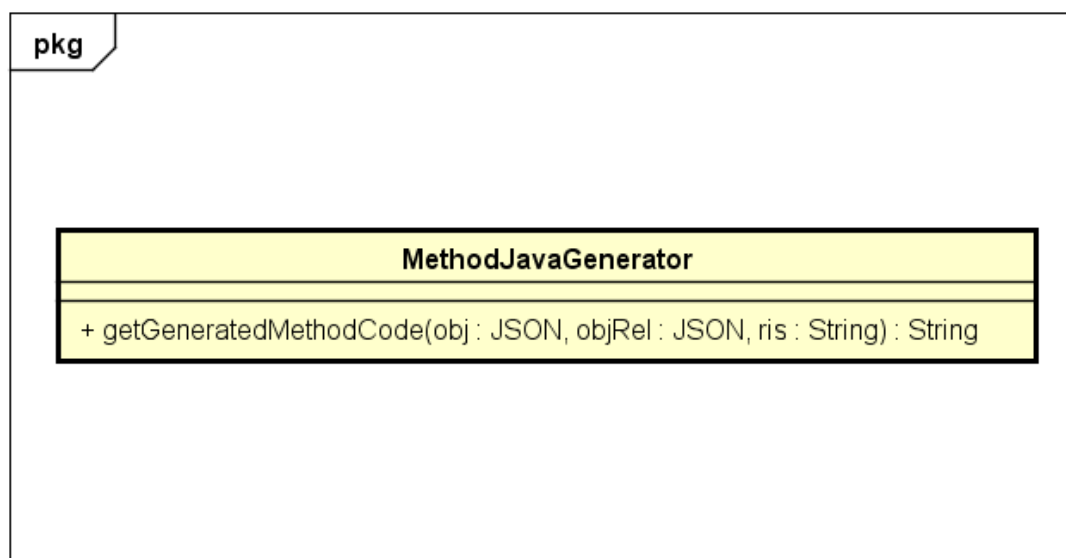 pkg
MethodJavaGenerator
+ getGeneratedMethodCode(obj : JSON, objRel : JSON, ris : String) : String